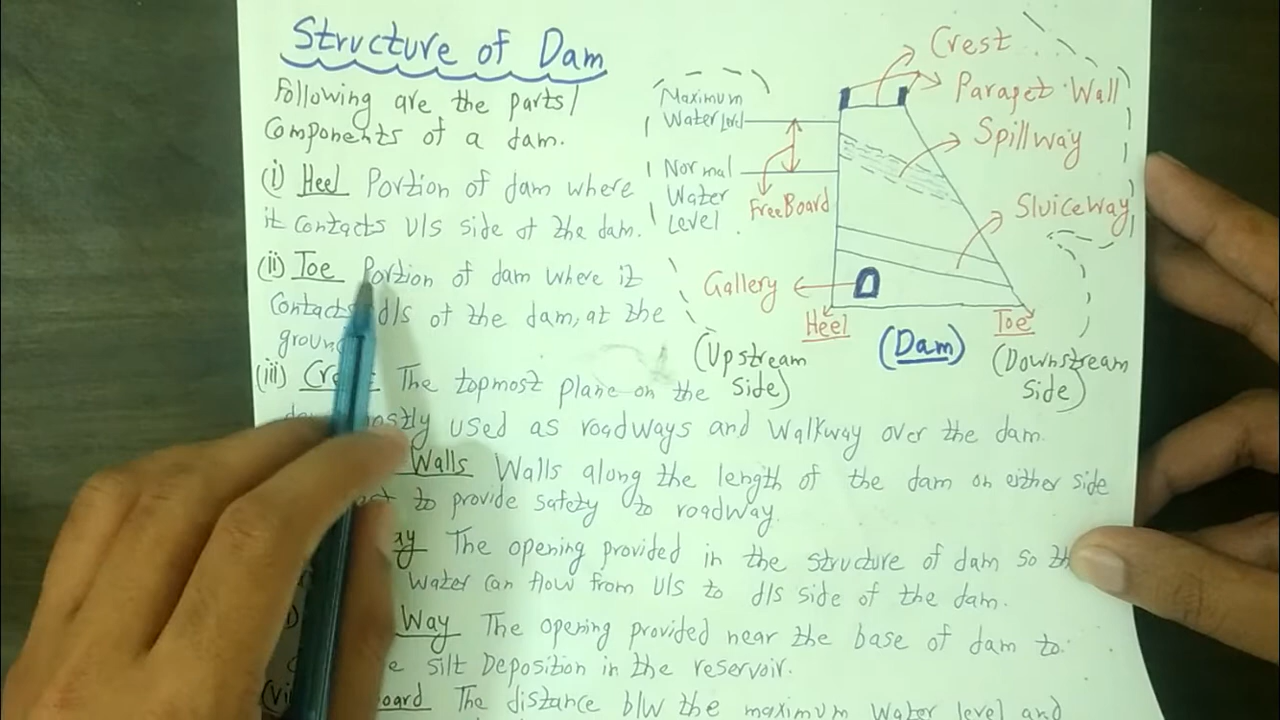 Structure of Dam
Following are the parts/
Components of a dam.
(i) Heel Portion of dam where
it contacts U/S side of the dam.
(ii) Toe Portion of dam where it
Contacts d/s of the dam, at the
(iii) The topmost plane on the
used as roadways and Walkway over the dam.
Walls Walls along the length of the dam on either side
to provide safety to roadway.
The opening provided in the structure of dam so
Water can flow from U/S to d/s side of the dam.
Way The opening provided near the base of dam to
silt Deposition in the reservoir.
The distance b/w the maximum Water level and
Crest
Parapet Wall
Spillway
Sluiceway
Maximum
Water
Normal
Water
Level
FreeBoard
Gallery
Heel
Toe
(Dam)
(Upstream
Side)
(Downstream
Side)